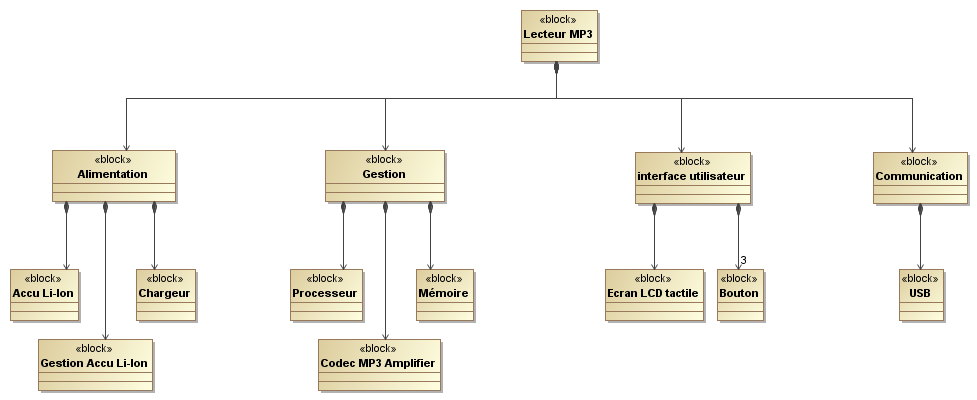 «block»
Lecteur MP3
«block»
Alimentation
«block»
Gestion
«block»
interface utilisateur
«block»
Communication
3
«block»
Accu Li-Ion
«block»
Chargeur
«block»
Processeur
«block»
Mémoire
«block»
Ecran LCD tactile
«block»
Bouton
«block»
USB
«block»
Gestion Accu Li-Ion
«block»
Codec MP3 Amplifier